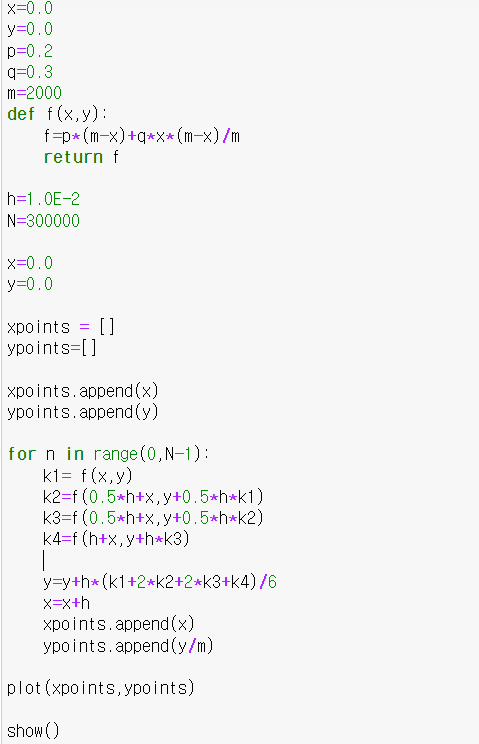 x=0.0
y=0.0
p=0.2
q=0.3
m=2000
def f(x,y):
    f=p*(m-x)+q*x*(m-x)/m
    return f

h=1.0E-2
N=300000

x=0.0
y=0.0

xpoints = []
ypoints=[]

xpoints.append(x)
ypoints.append(y)

for n in range(0,N-1):
    k1= f(x,y)
    k2=f(0.5*h+x,y+0.5*h*k1)
    k3=f(0.5*h+x,y+0.5*h*k2)
    k4=f(h+x,y+h*k3)

    y=y+h*(k1+2*k2+2*k3+k4)/6
    x=x+h
    xpoints.append(x)
    ypoints.append(y/m)

plot(xpoints,ypoints)

show()